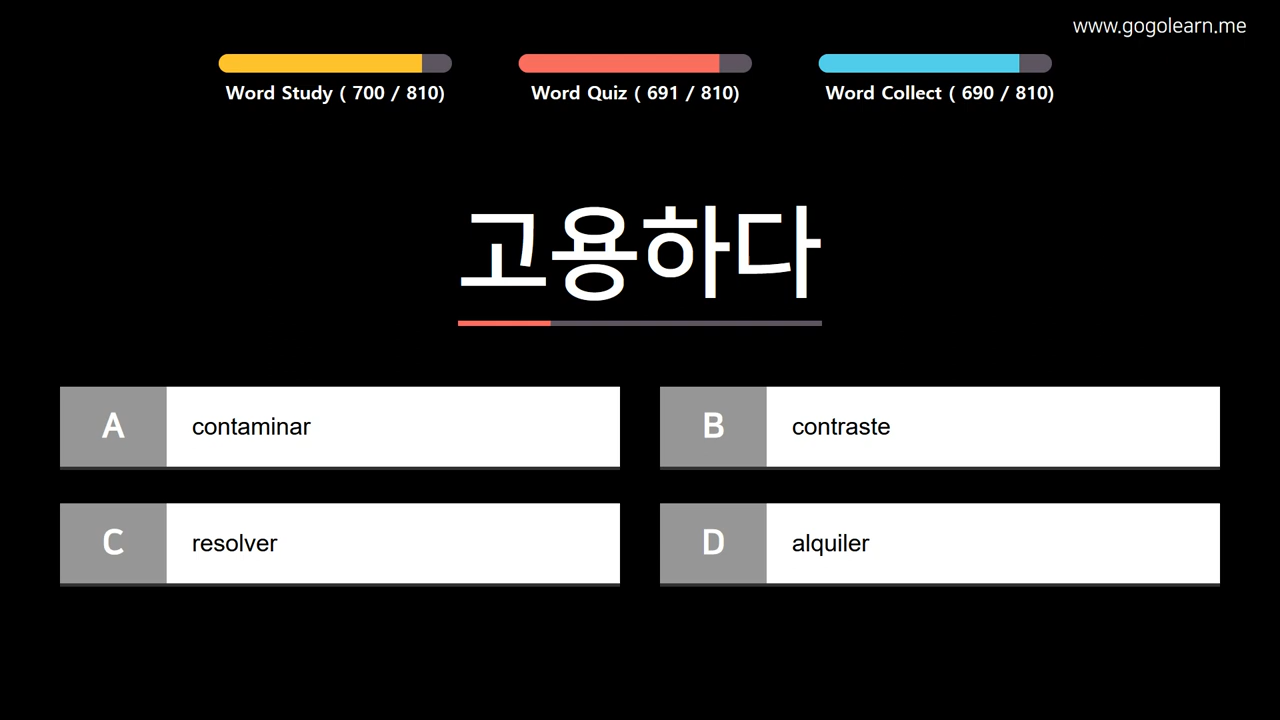 www.gogolearn.me
Word Study ( 700 / 810)
Word Quiz ( 691 / 810)
Word Collect ( 690 / 810)
고용하다
A contaminar
B contraste
C resolver
D alquiler